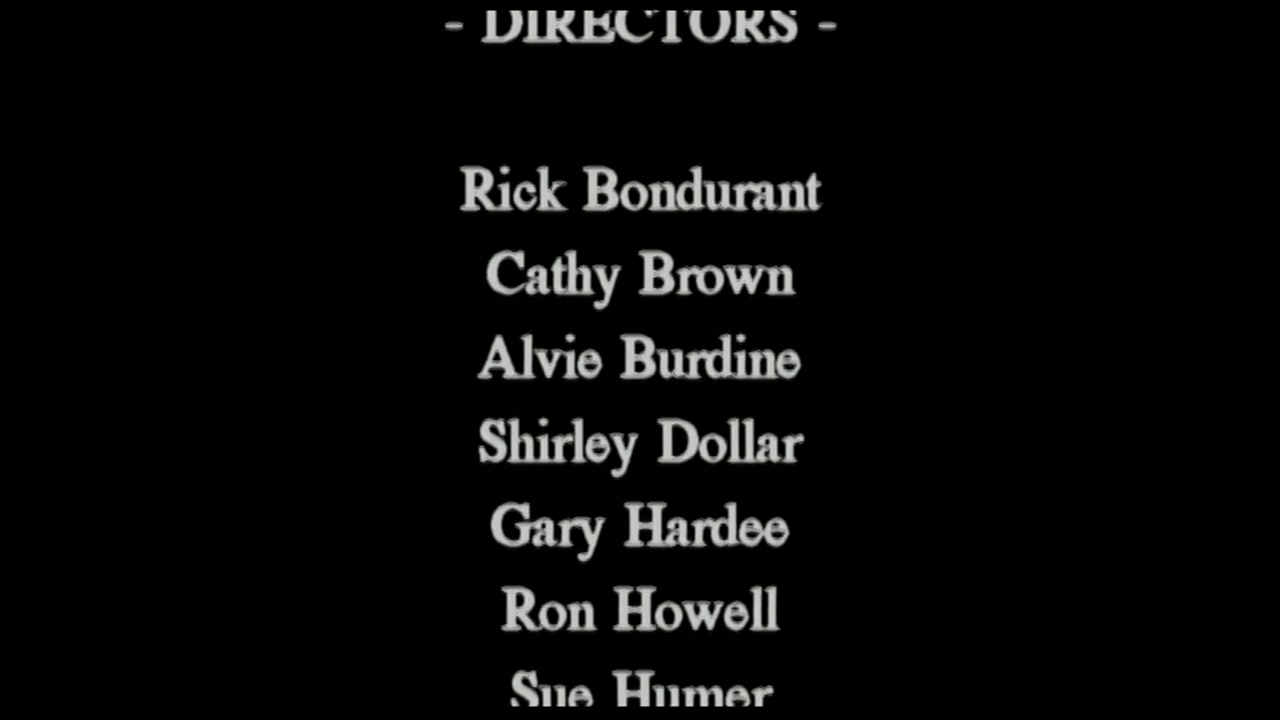 - DIRECTORS -
Rick Bondurant
Cathy Brown
Alvie Burdine
Shirley Dollar
Gary Hardee
Ron Howell
Sue Humer